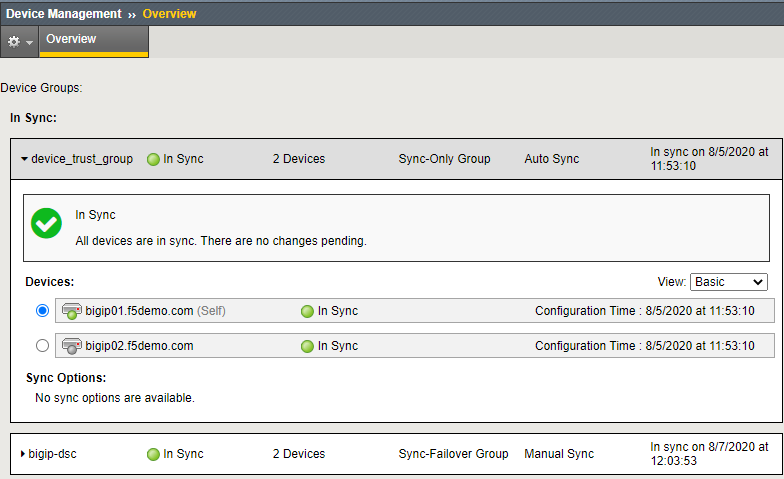 Device Management ›› Overview
Overview
Device Groups:
In Sync:
device_trust_group In Sync 2 Devices Sync-Only Group Auto Sync In sync on 8/5/2020 at
11:53:10
In Sync
All devices are in sync. There are no changes pending.
Devices: View: Basic
bigip01.f5demo.com (Self) In Sync Configuration Time : 8/5/2020 at 11:53:10
bigip02.f5demo.com In Sync Configuration Time : 8/5/2020 at 11:53:10
Sync Options:
No sync options are available.
bigip-dsc In Sync 2 Devices Sync-Failover Group Manual Sync In sync on 8/7/2020 at
12:03:53